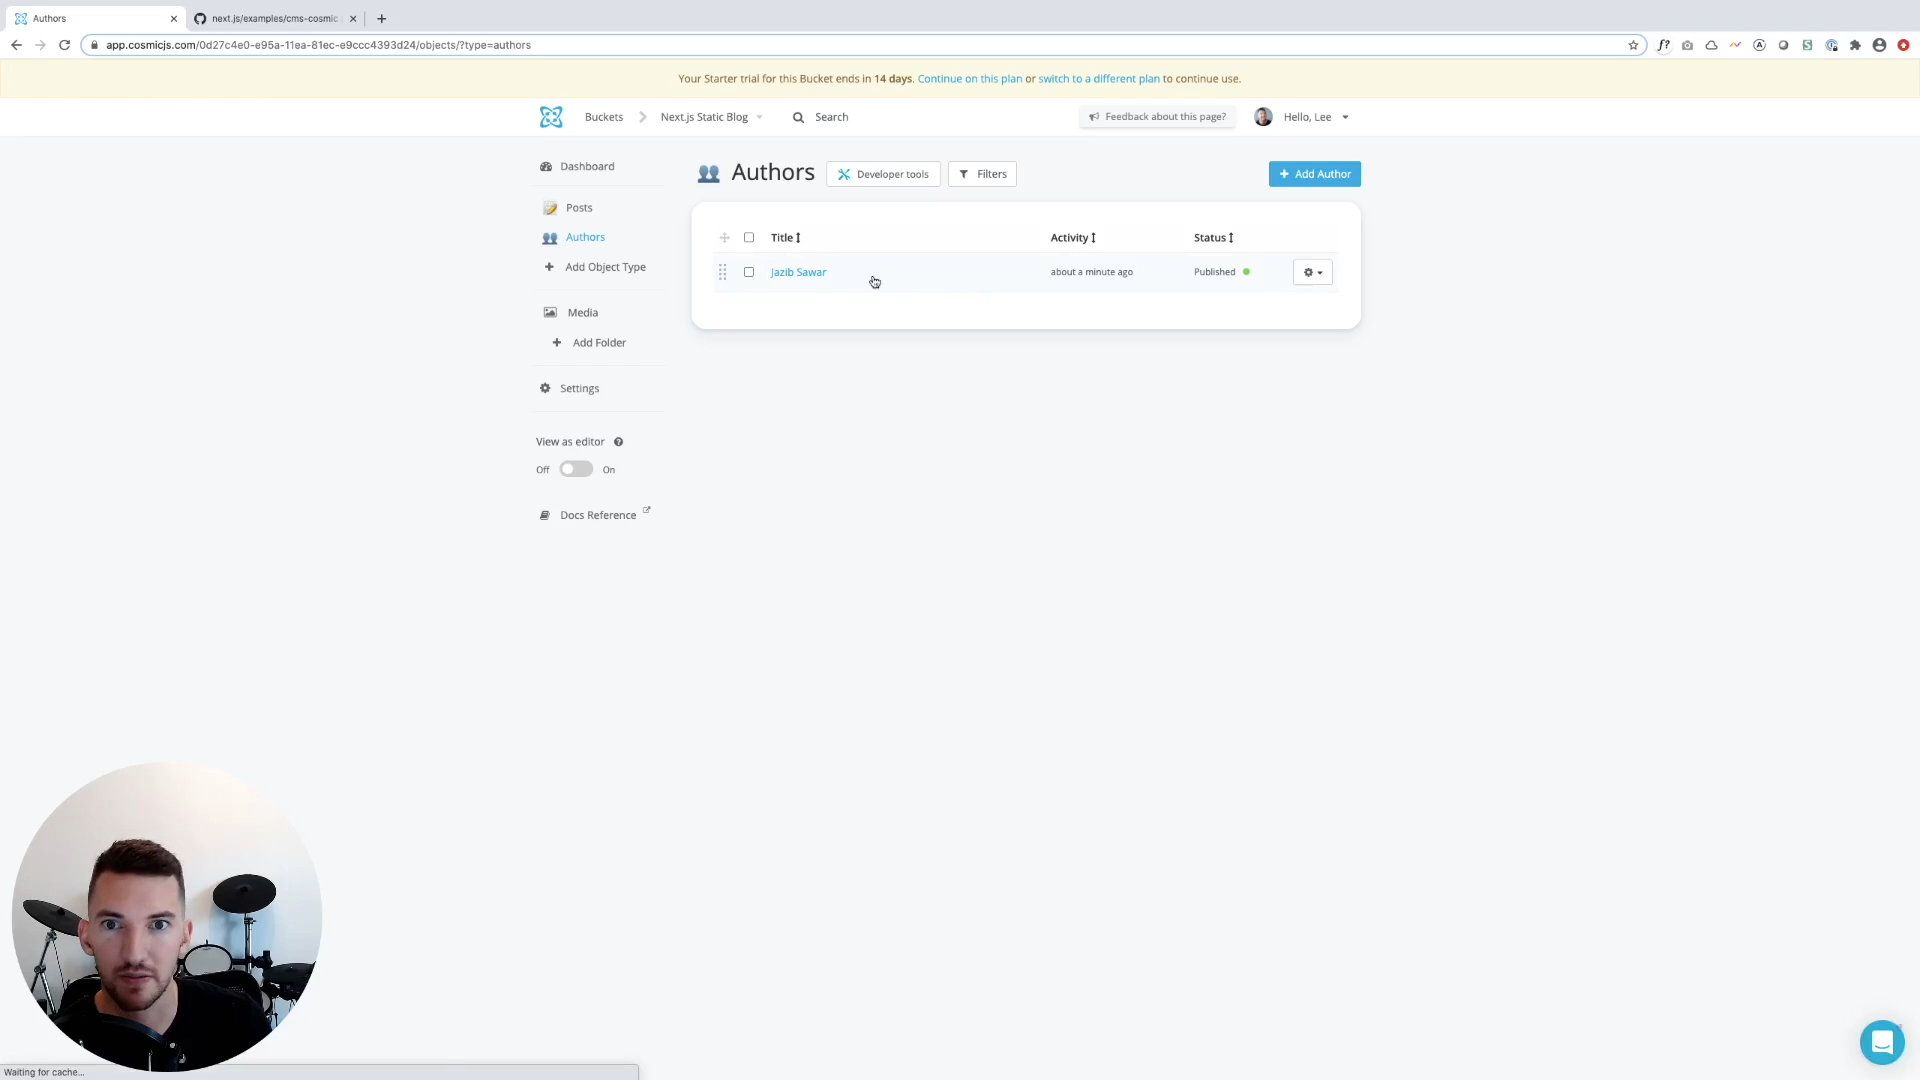 Authors
next.js/examples/cms-cosmic
app.cosmicjs.com/0d27c4e0-e95a-11ea-81ec-e9ccc4393d24/objects/?type=authors
Your Starter trial for this Bucket ends in 14 days. Continue on this plan or switch to a different plan to continue use.
Buckets
Next.js Static Blog
Search
Feedback about this page?
Hello, Lee
Dashboard
Posts
Authors
Add Object Type
Media
Add Folder
Settings
View as editor
Off
On
Docs Reference
Authors
Developer tools
Filters
Add Author
Title
Activity
Status
Jazib Sawar
about a minute ago
Published
Waiting for cache...